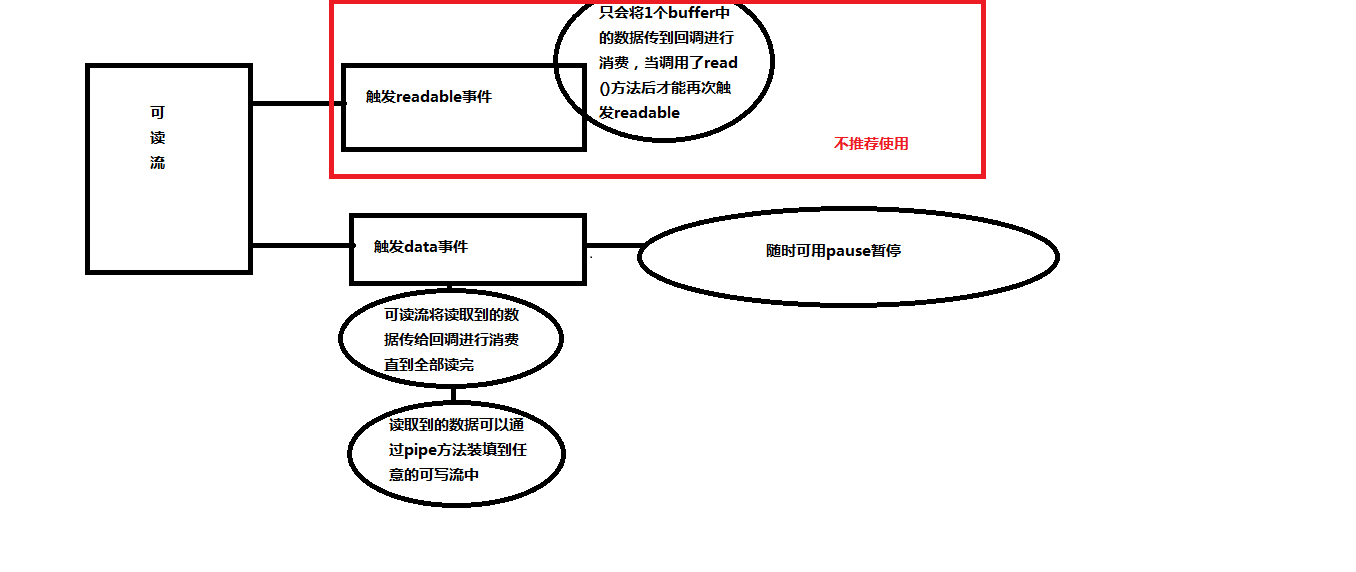 可
读
流
触发readable事件
只会将1个buffer中
的数据传到回调进行
消费，当调用了read
()方法后才能再次触
发readable
不推荐使用
触发data事件
随时可用pause暂停
可读流将读取到的数
据传给回调进行消费
直到全部读完
读取到的数据可以通
过pipe方法装填到任
意的可写流中